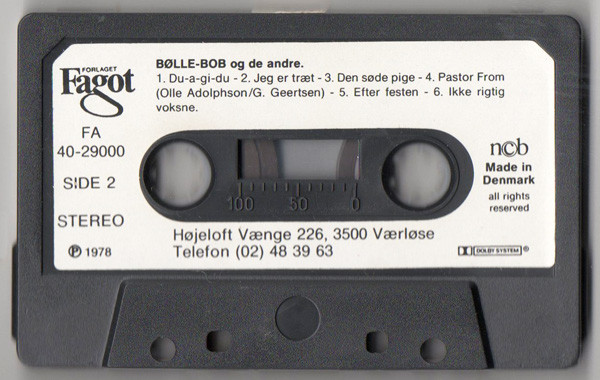 FORLAGET
Fagot
BØLLE-BOB og de andre.
1. Du-a-gi-du - 2. Jeg er træt - 3. Den søde pige - 4. Pastor From
(Olle Adolphson/G. Geertsen) - 5. Efter festen - 6. Ikke rigtig
voksne.
FA
40-29000
SIDE 2
STEREO
℗ 1978
100 50 0
ncb
Made in
Denmark
all rights
reserved
Højeloft Vænge 226, 3500 Værløse
Telefon (02) 48 39 63
DOLBY SYSTEM ®